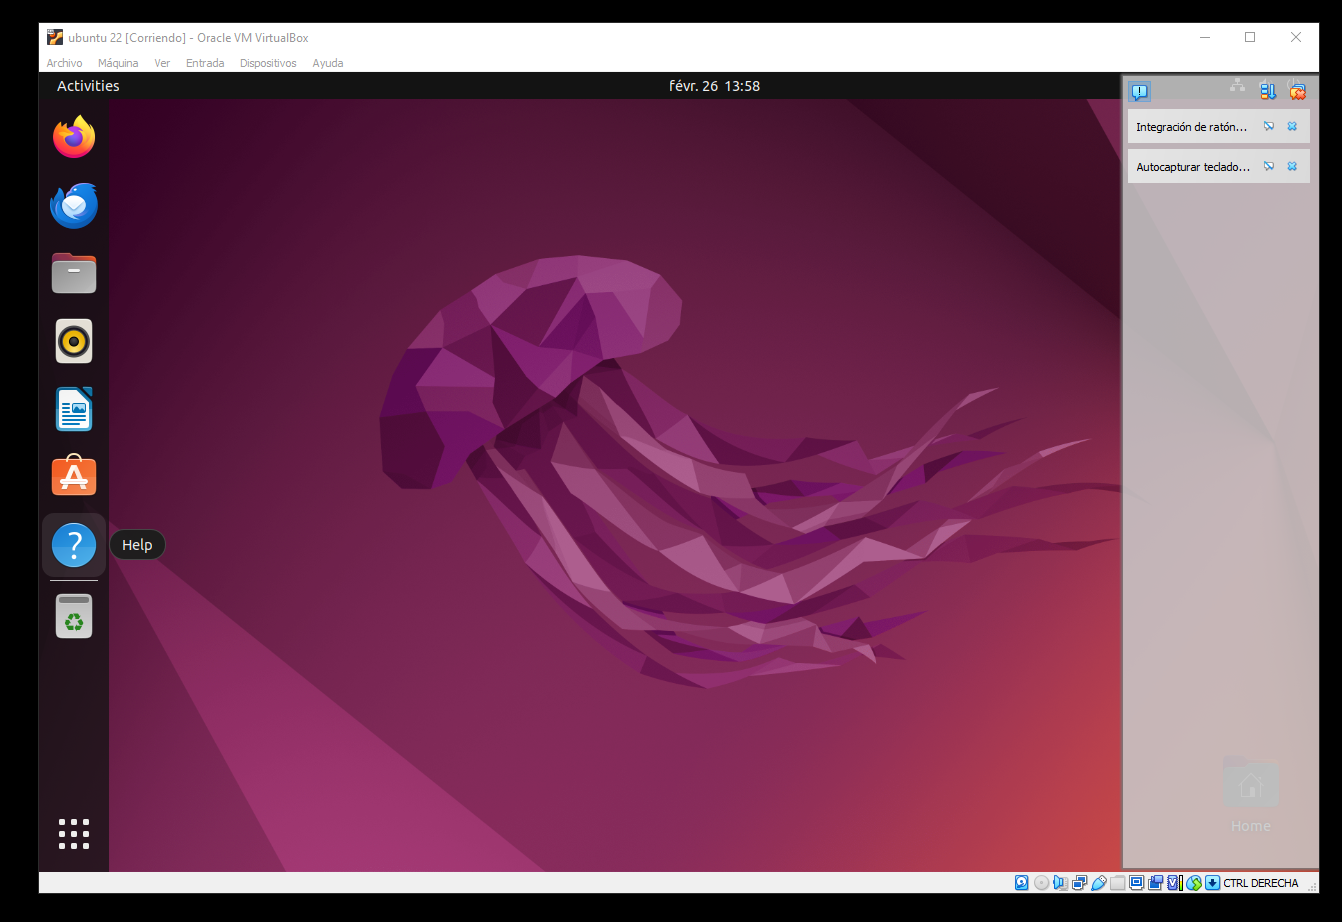 ubuntu 22 [Corriendo] - Oracle VM VirtualBox
Archivo Máquina Ver Entrada Dispositivos Ayuda
Activities févr. 26 13:58
Integración de ratón...
Autocapturar teclado...
Help
Home
CTRL DERECHA